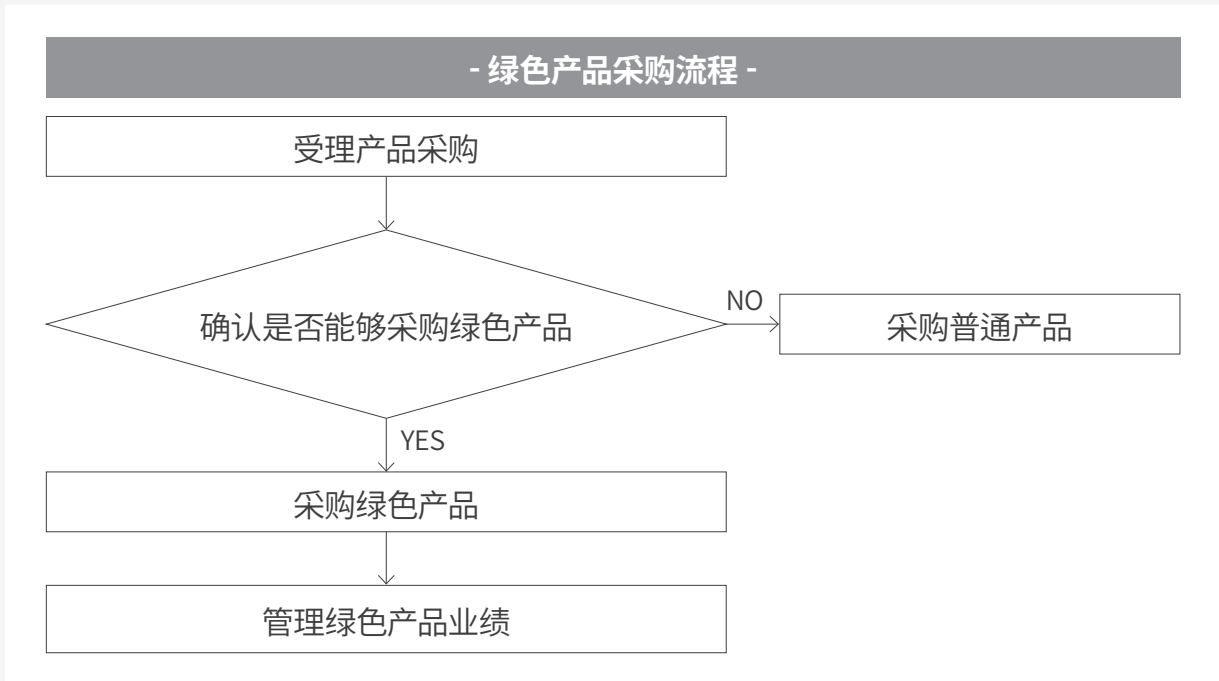 - 绿色产品采购流程 -
受理产品采购
确认是否能够采购绿色产品
NO
采购普通产品
YES
采购绿色产品
管理绿色产品业绩